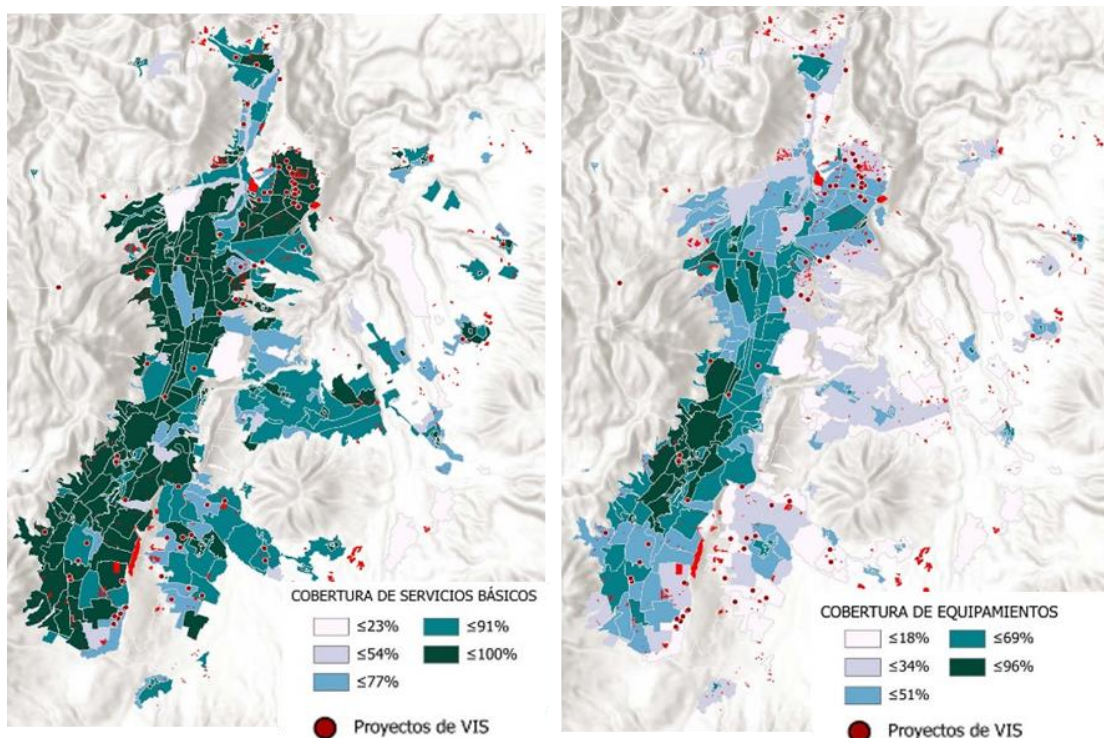 COBERTURA DE SERVICIOS BÁSICOS
≤23% ≤91%
≤54% ≤100%
≤77%
Proyectos de VIS
COBERTURA DE EQUIPAMIENTOS
≤18% ≤69%
≤34% ≤96%
≤51%
Proyectos de VIS